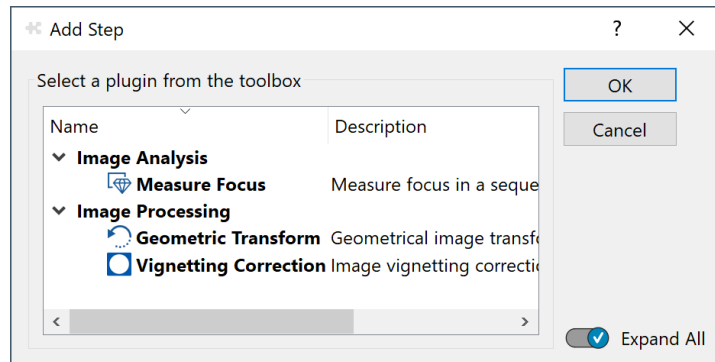 Add Step
?
Select a plugin from the toolbox
OK
Name
Description
Cancel
Image Analysis
Measure Focus
Measure focus in a seque
Image Processing
Geometric Transform
Geometrical image transfo
Vignetting Correction
Image vignetting correctio
Expand All